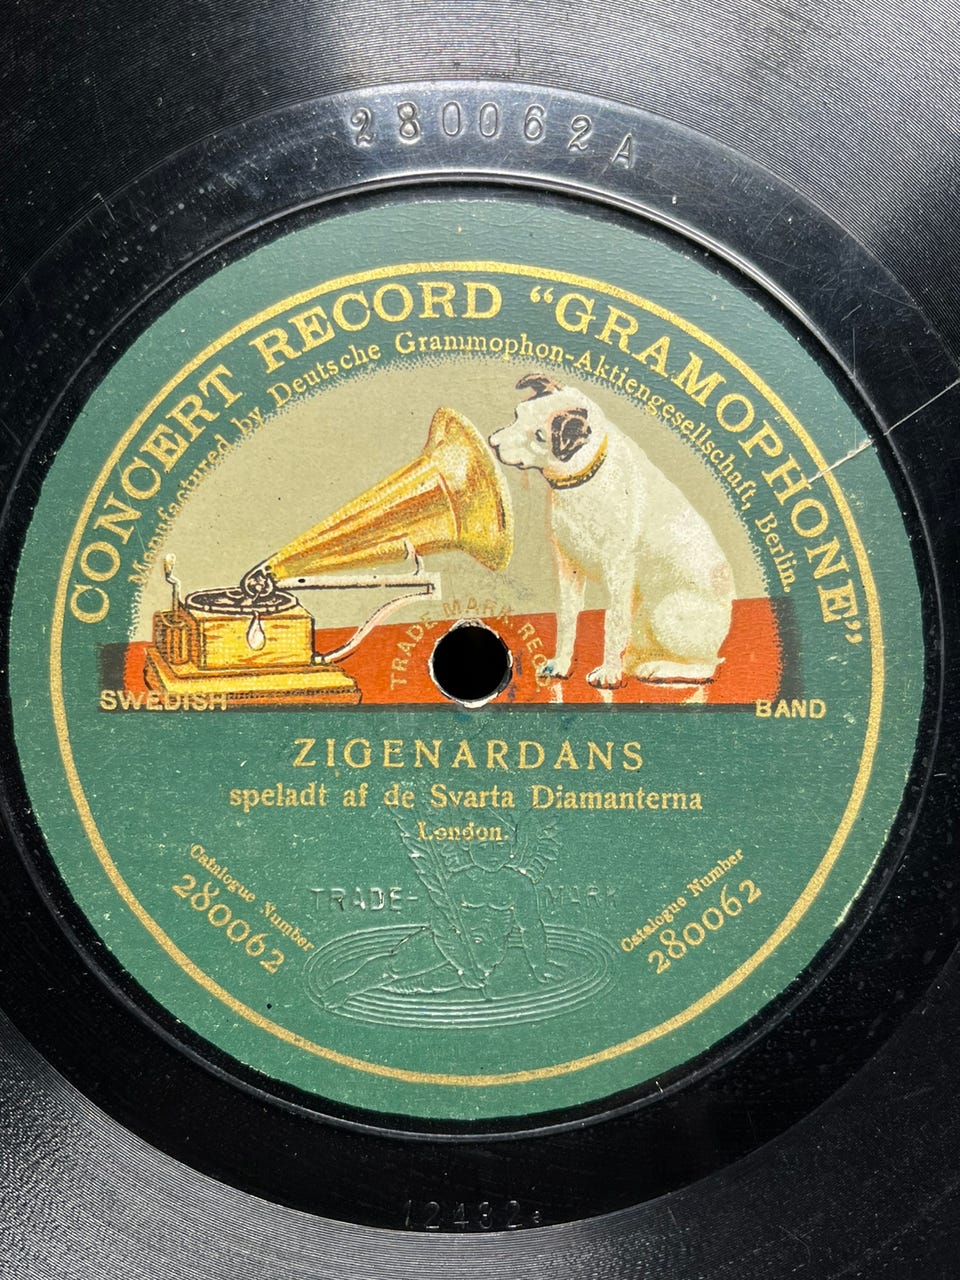 280062A
CONCERT RECORD “GRAMOPHONE”
Manufactured by Deutsche Grammophon-Aktiengesellschaft, Berlin.
TRADE MARK REGD
SWEDISH BAND
ZIGENARDANS
speladt af de Svarta Diamanterna
London.
TRADE- MARK
Catalogue Number
280062
Catalogue Number
280062